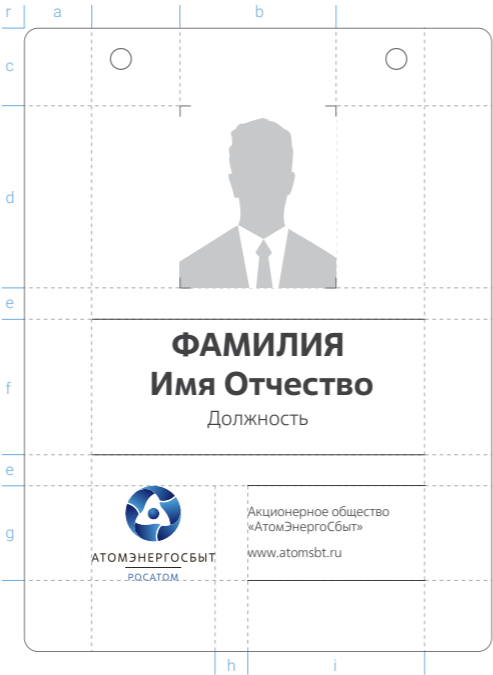 r a b
c
d
e
ФАМИЛИЯ
Имя Отчество
f
Должность
e
Акционерное общество
«АтомЭнергоСбыт»
g
www.atomsbt.ru
АТОМЭНЕРГОСБЫТ
РОСАТОМ
h i